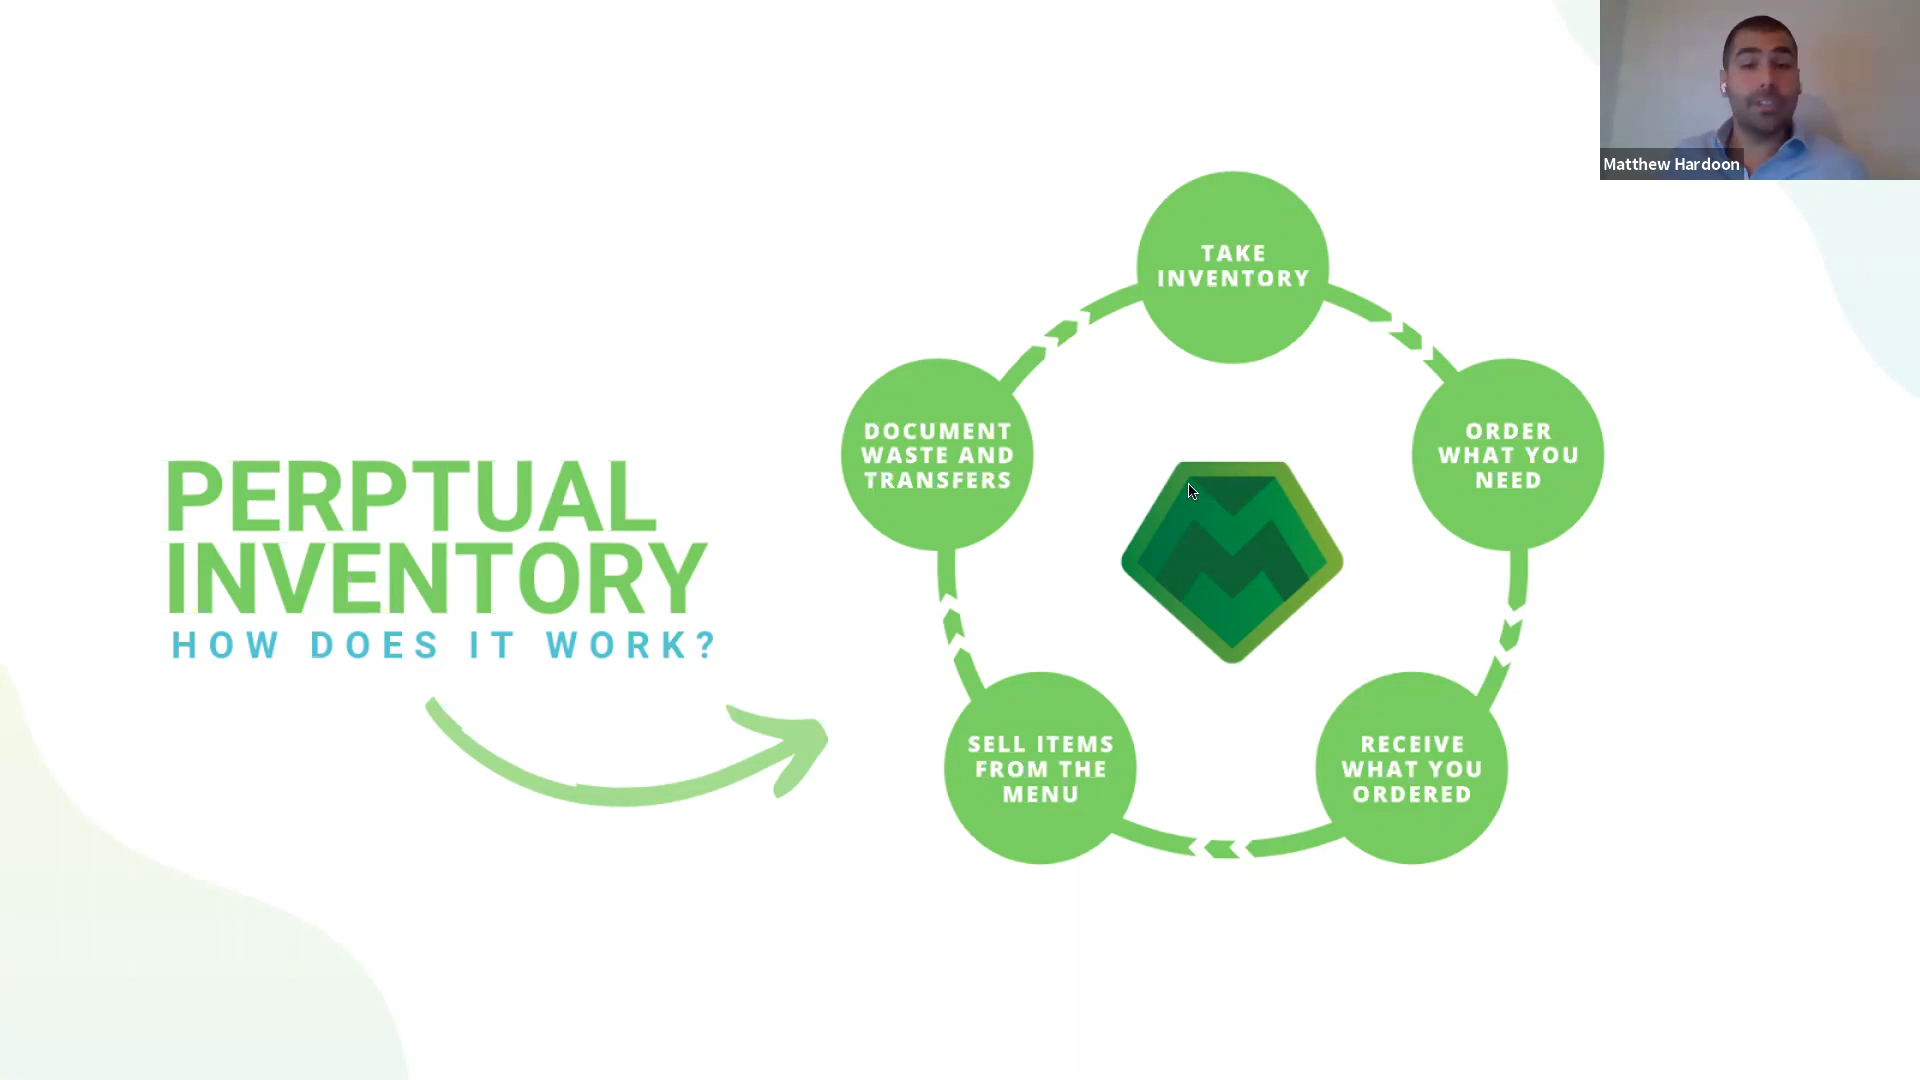 Matthew Hardoon
PERPTUAL
INVENTORY
HOW DOES IT WORK?
TAKE
INVENTORY
ORDER
WHAT YOU
NEED
RECEIVE
WHAT YOU
ORDERED
SELL ITEMS
FROM THE
MENU
DOCUMENT
WASTE AND
TRANSFERS